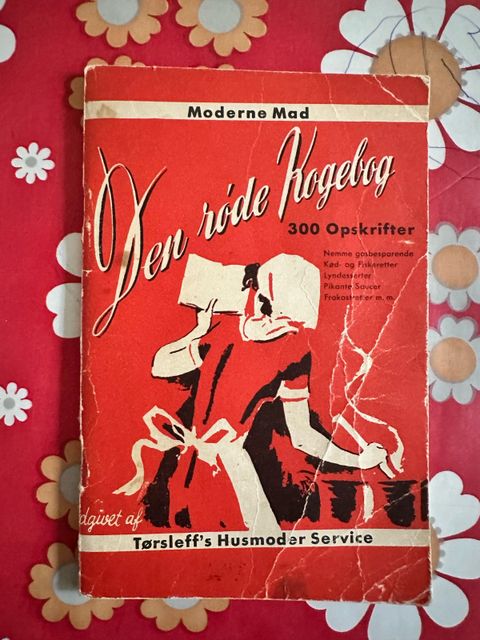 Moderne Mad
Den røde Kogebog
300 Opskrifter
Nemme gasbesparende
Kød- og Fiskeretter
Lyndesserter
Pikante Saucer
Frokostretter m. m.
dgivet af
Tørsleff's Husmoder Service